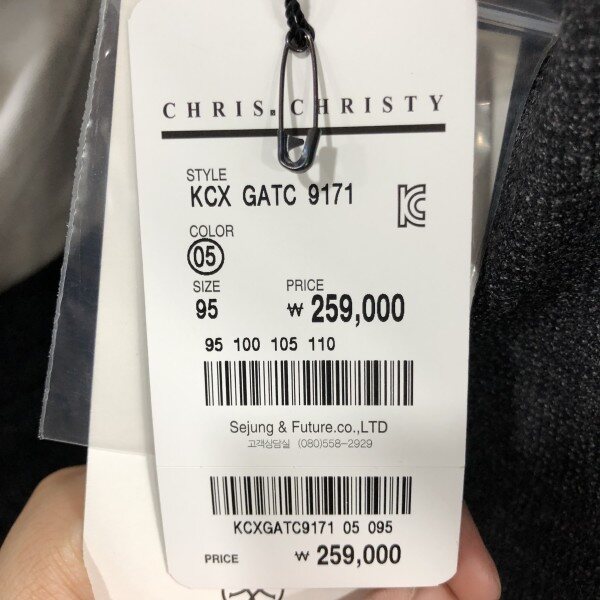 CHRIS. CHRISTY
STYLE
KCX GATC 9171
COLOR
05
SIZE PRICE
95 ₩ 259,000
95 100 105 110
Sejung & Future.co.,LTD
고객상담실 (080)558-2929
KCXGATC9171 05 095
PRICE ₩ 259,000